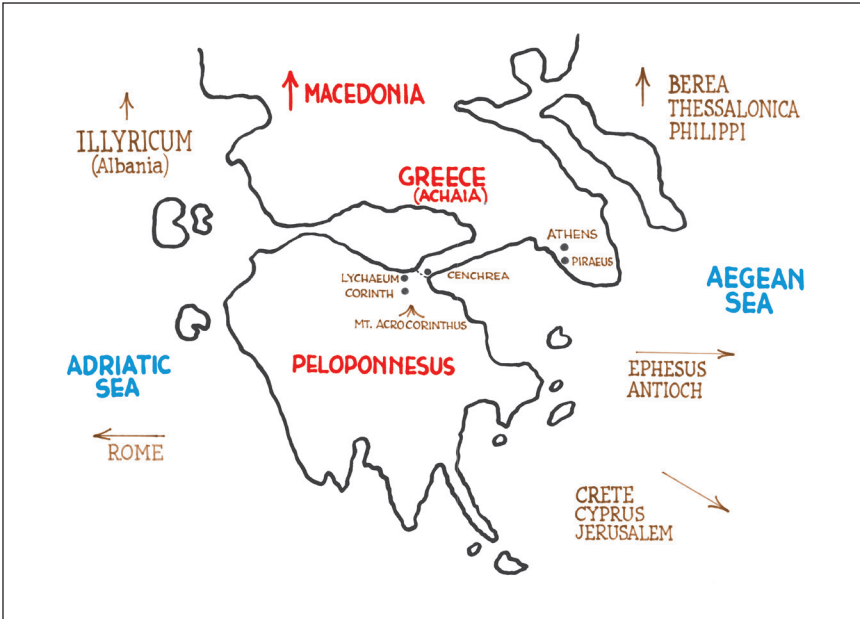 MACEDONIA
BEREA
THESSALONICA
PHILIPPI
ILLYRICUM
(Albania)
GREECE
(ACHAIA)
ATHENS
PIRAEUS
LYCHAEUM
CENCHREA
CORINTH
MT. ACROCORINTHUS
AEGEAN
SEA
ADRIATIC
SEA
PELOPONNESUS
EPHESUS
ANTIOCH
ROME
CRETE
CYPRUS
JERUSALEM